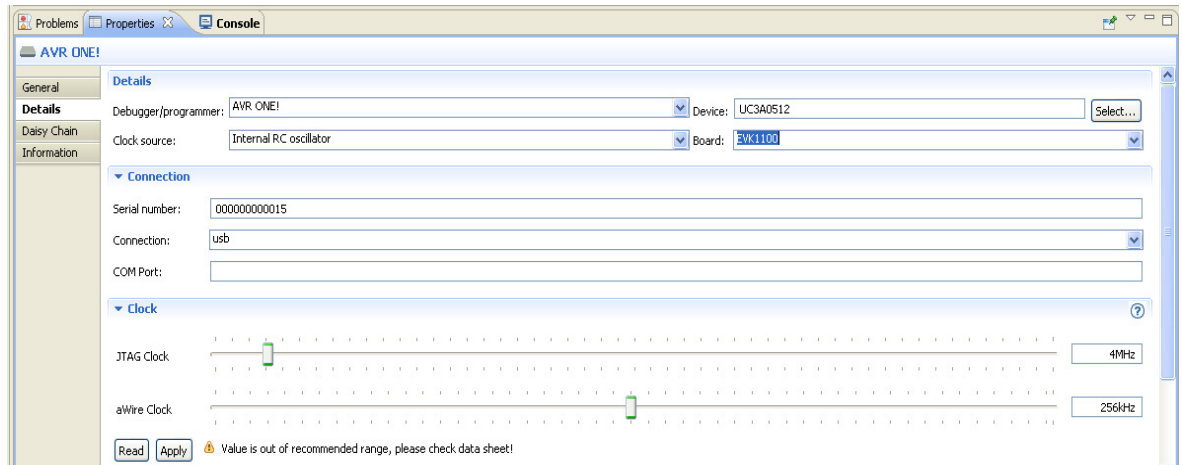 Problems Properties Console
AVR ONE!
General
Details
Daisy Chain
Information
Details
Debugger/programmer: AVR ONE! Device: UC3A0512 Select...
Clock source: Internal RC oscillator Board: EVK1100
Connection
Serial number: 000000000015
Connection: usb
COM Port:
Clock
JTAG Clock 4MHz
aWire Clock 256kHz
Read Apply Value is out of recommended range, please check data sheet!